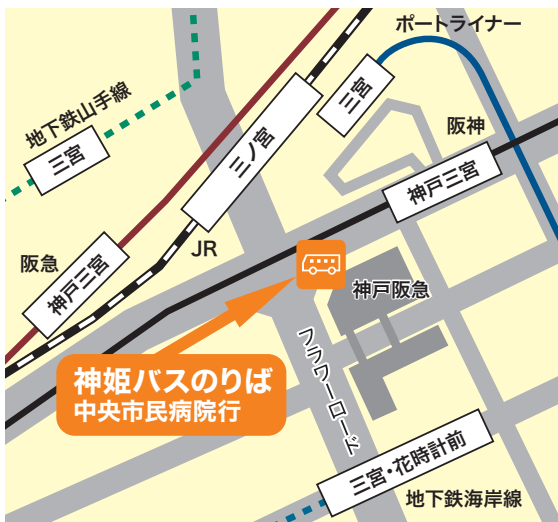 ポートライナー
地下鉄山手線
三宮
三ノ宮
三宮
阪神
神戸三宮
JR
阪急
神戸三宮
神戸阪急
フラワーロード
神姫バスのりば
中央市民病院行
三宮・花時計前
地下鉄海岸線